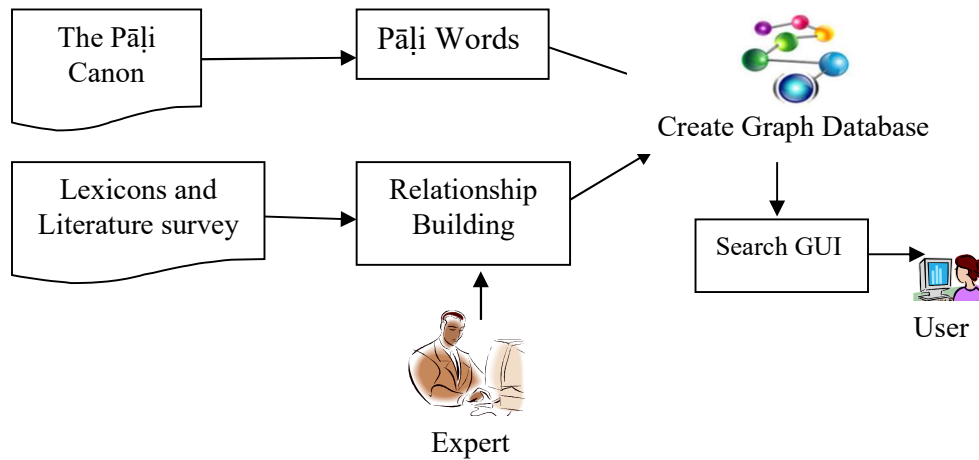 The Pāḷi
Canon
Pāḷi Words
Create Graph Database
Lexicons and
Literature survey
Relationship
Building
Search GUI
User
Expert